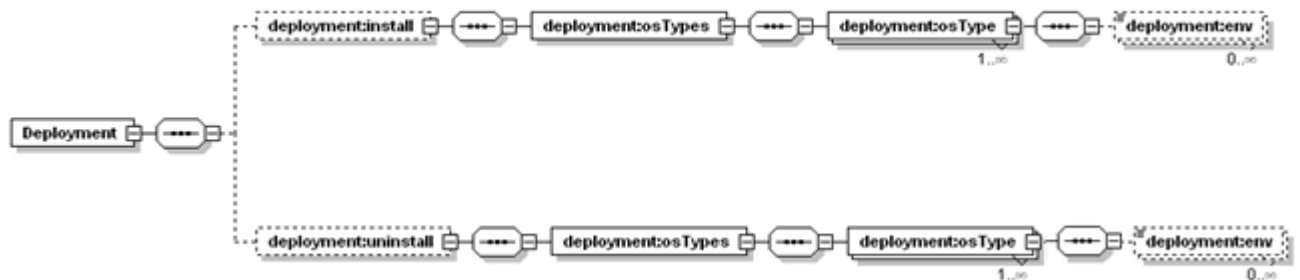 deployment:install deployment:osTypes deployment:osType deployment:env
1..∞ 0..∞
Deployment
deployment:uninstall deployment:osTypes deployment:osType deployment:env
1..∞ 0..∞